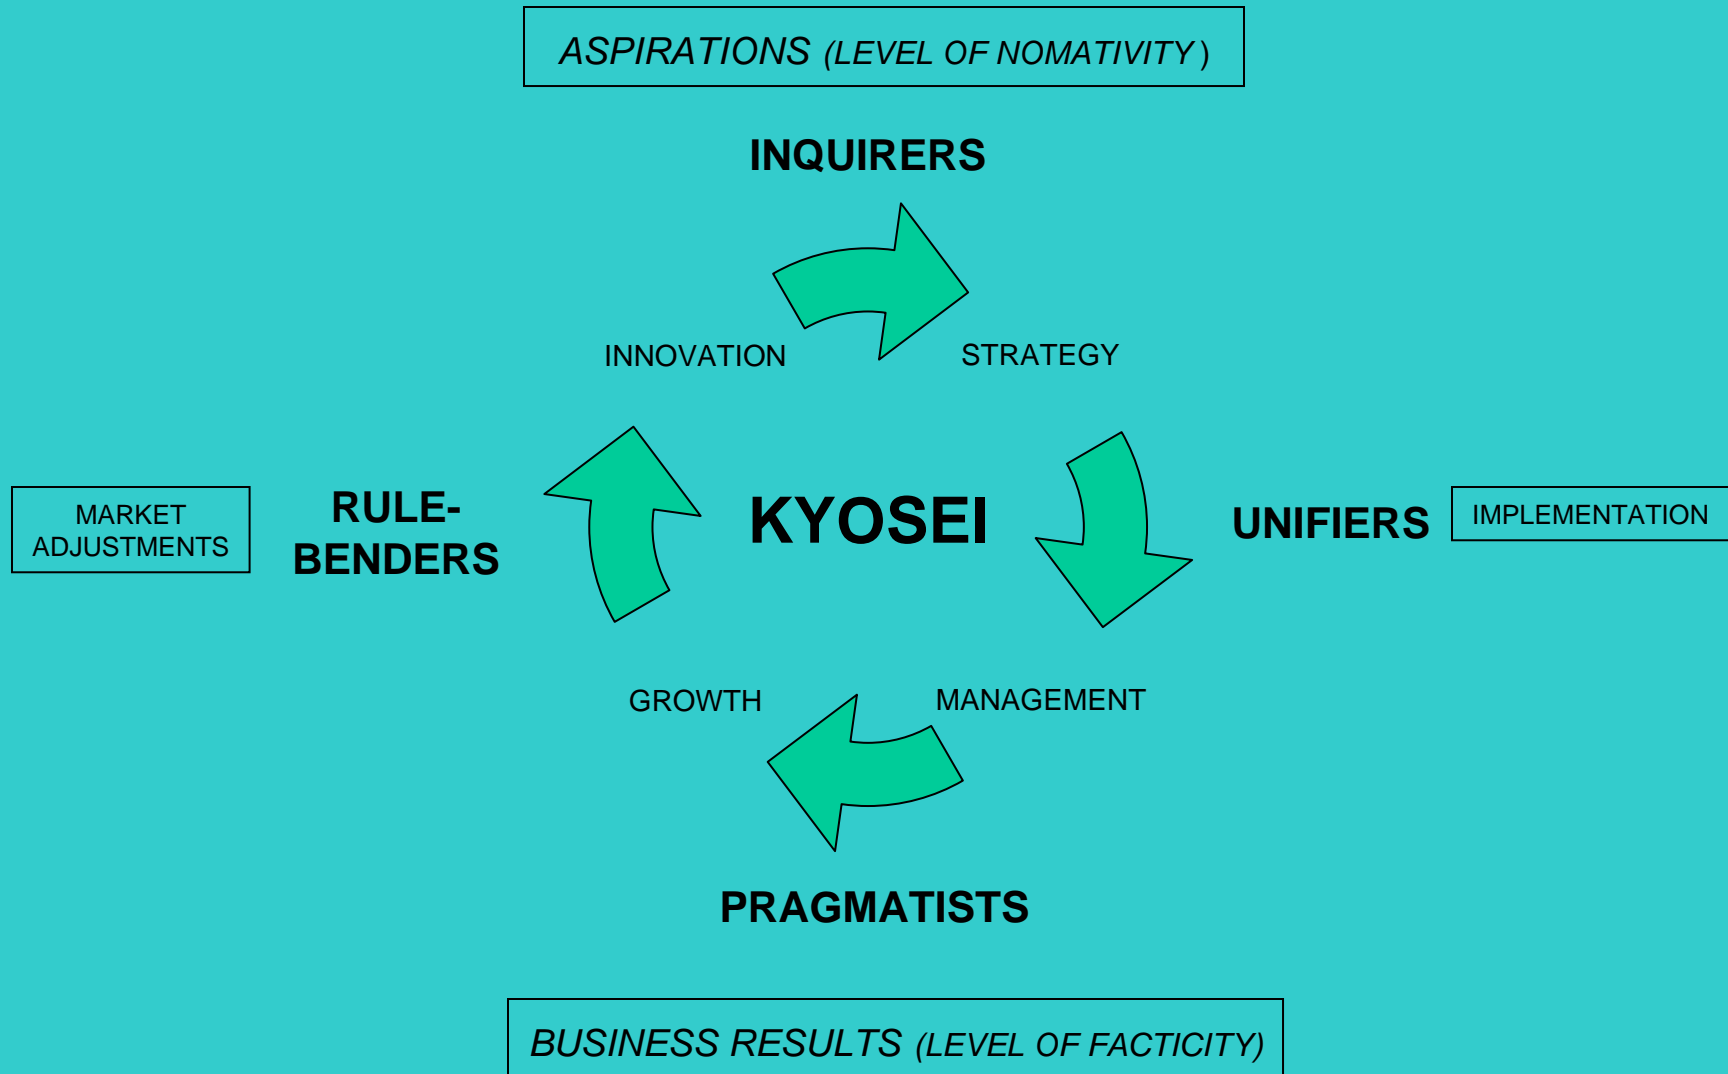 ASPIRATIONS (LEVEL OF NOMATIVITY)
INQUIRERS
INNOVATION
STRATEGY
MARKET
ADJUSTMENTS
RULE-
BENDERS
KYOSEI
UNIFIERS
IMPLEMENTATION
GROWTH
MANAGEMENT
PRAGMATISTS
BUSINESS RESULTS (LEVEL OF FACTICITY)